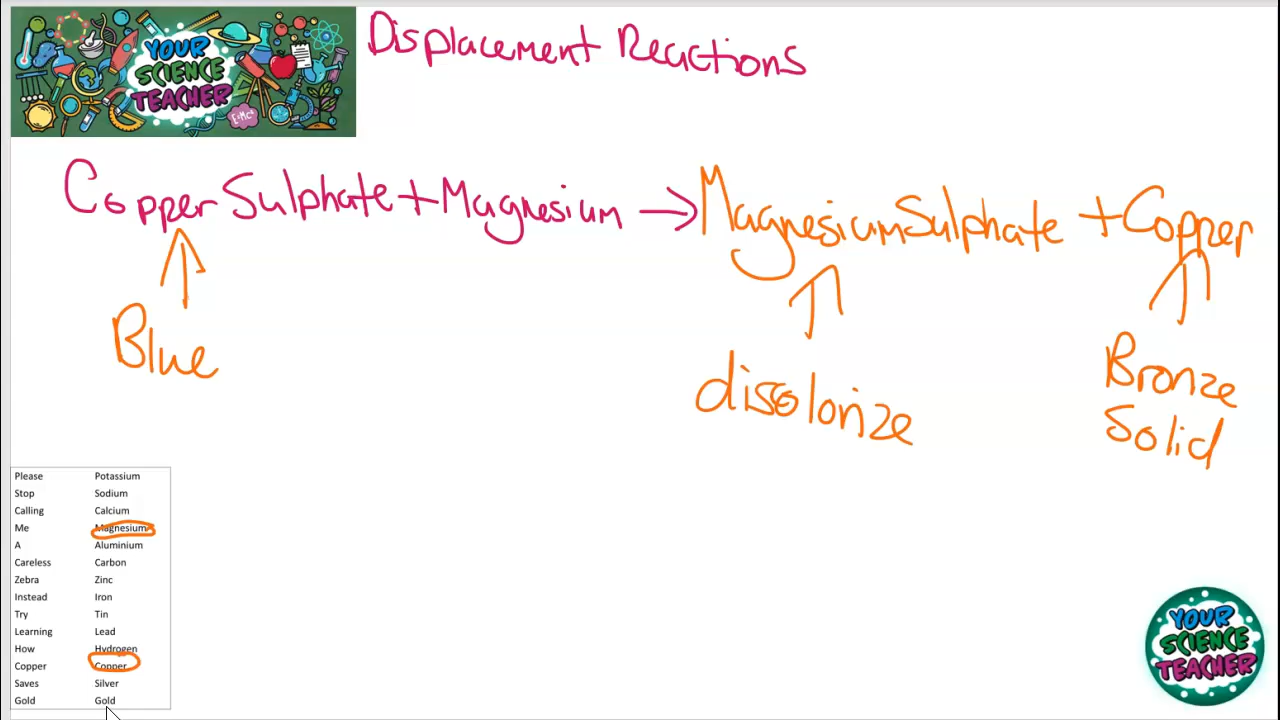 YOUR
SCIENCE
TEACHER
E=MC²
Displacement Reactions
Copper Sulphate + Magnesium → Magnesium Sulphate + Copper
Blue
disolorize
Bronze
Solid
Please Potassium
Stop Sodium
Calling Calcium
Me Magnesium
A Aluminium
Careless Carbon
Zebra Zinc
Instead Iron
Try Tin
Learning Lead
How Hydrogen
Copper Copper
Saves Silver
Gold Gold
YOUR
SCIENCE
TEACHER